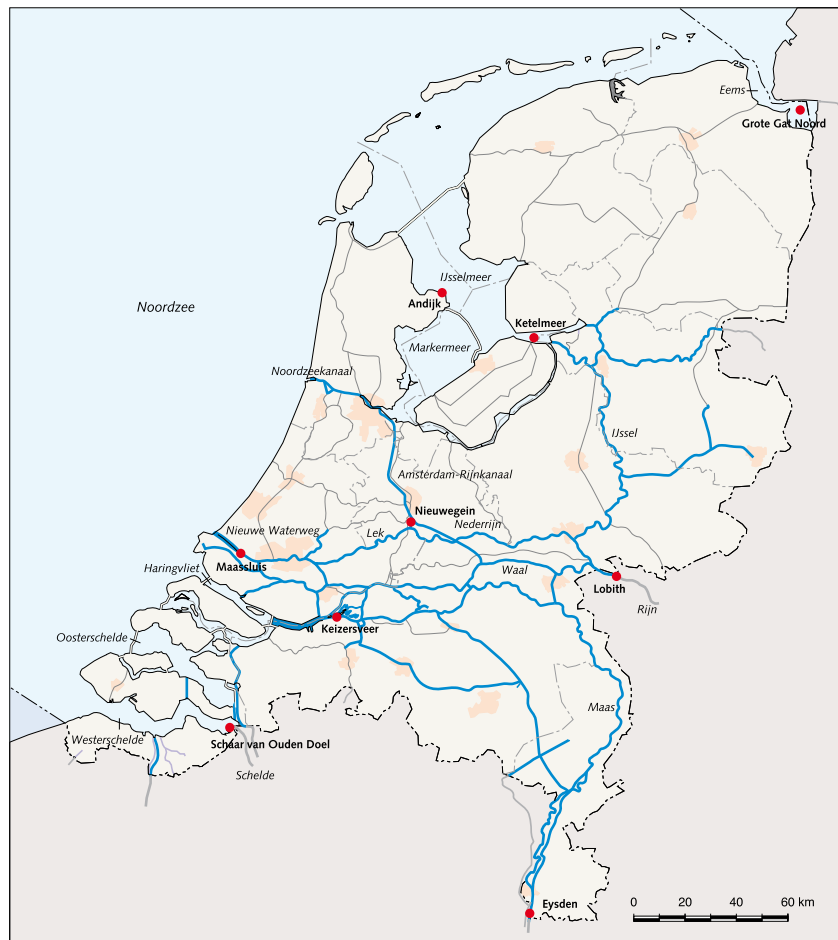 Eems
Grote Gat Noord
IJsselmeer
Andijk
Noordzee
Ketelmeer
Markermeer
Noordzeekanaal
IJssel
Amsterdam-Rijnkanaal
Nieuwegein
Nederrijn
Nieuwe Waterweg
Lek
Maassluis
Haringvliet
Waal
Lobith
Rijn
Keizersveer
Oosterschelde
Maas
Westerschelde
Schaar van Ouden Doel
Schelde
Eysden
0 20 40 60 km